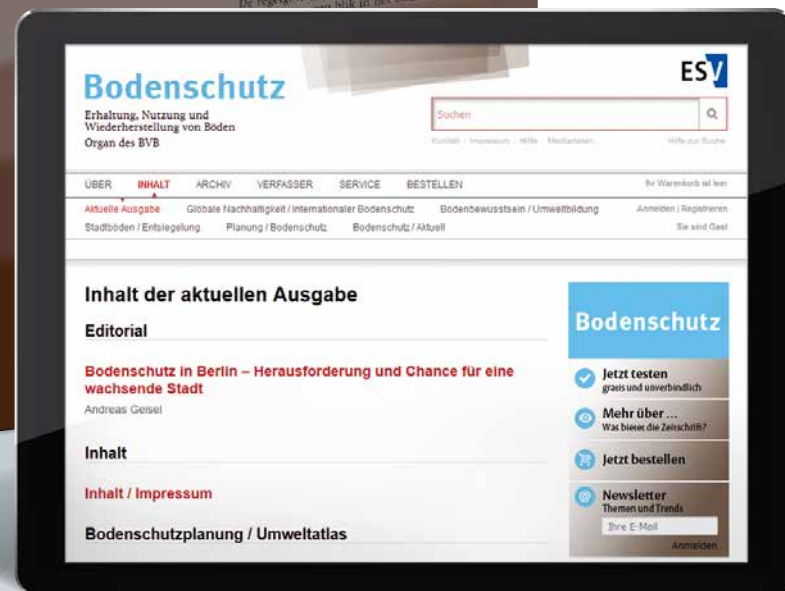 ESV
Bodenschutz
Erhaltung, Nutzung und
Wiederherstellung von Böden
Organ des BVB
Suchen
Kontakt | Impressum | Hilfe Mediadaten
Hilfe zur Suche
ÜBER INHALT ARCHIV VERFASSER SERVICE BESTELLEN
Ihr Warenkorb ist leer
Aktuelle Ausgabe Globale Nachhaltigkeit / Internationaler Bodenschutz Bodenbewusstsein / Umweltbildung
Anmelden | Registrieren
Stadtböden / Entsiegelung Planung / Bodenschutz Bodenschutz / Aktuell
Sie sind Gast
Inhalt der aktuellen Ausgabe
Editorial
Bodenschutz in Berlin – Herausforderung und Chance für eine
wachsende Stadt
Andreas Geisel
Inhalt
Inhalt / Impressum
Bodenschutzplanung / Umweltatlas
Bodenschutz
Jetzt testen
gratis und unverbindlich
Mehr über ...
Was bietet die Zeitschrift?
Jetzt bestellen
Newsletter
Themen und Trends
Ihre E-Mail
Anmelden